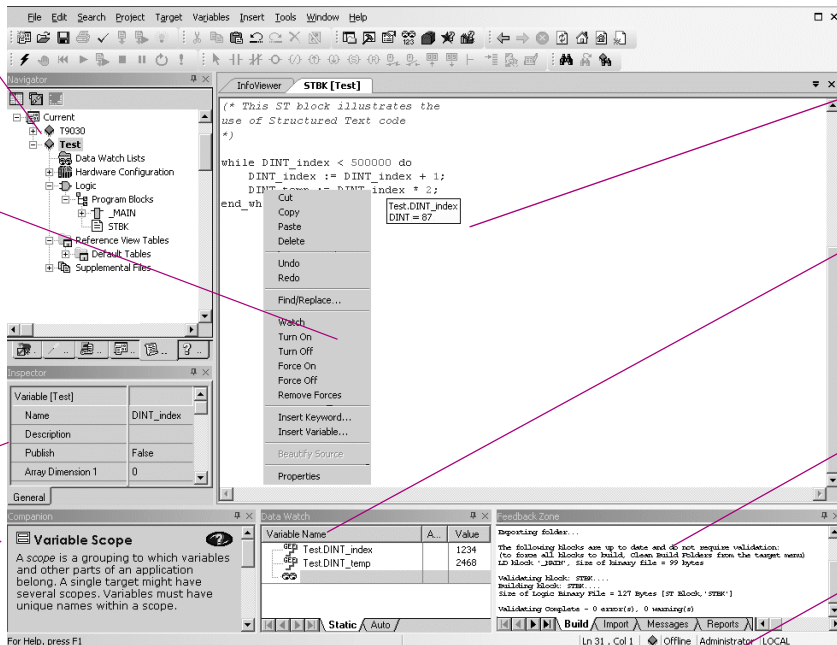 File Edit Search Project Target Variables Insert Tools Window Help
Navigator
Current
T9030
Test
Data Watch Lists
Hardware Configuration
Logic
Program Blocks
_MAIN
STBK
Reference View Tables
Default Tables
Supplemental Files
InfoViewer STBK [Test]
(* This ST block illustrates the
use of Structured Text code
*)
while DINT_index < 500000 do
DINT_index := DINT_index + 1;
DINT_temp := DINT_index * 2;
end_wh
Test.DINT_index
DINT = 87
Cut
Copy
Paste
Delete
Undo
Redo
Find/Replace...
Watch
Turn On
Turn Off
Force On
Force Off
Remove Forces
Insert Keyword...
Insert Variable...
Beautify Source
Properties
Inspector
Variable [Test]
Name DINT_index
Description
Publish False
Array Dimension 1 0
General
Companion
Variable Scope
A scope is a grouping to which variables
and other parts of an application
belong. A single target might have
several scopes. Variables must have
unique names within a scope.
Data Watch
Variable Name A... Value
Test.DINT_index 1234
Test.DINT_temp 2468
Static Auto
Feedback Zone
Exporting folder...
The following blocks are up to date and do not require validation:
(to force all blocks to build, Clean Build Folders from the target menu)
LD block '_MAIN', Size of binary file = 99 bytes
Validating block: STBK....
Building block: STBK....
Size of Logic Binary File = 127 Bytes [ST Block,'STBK']
Validating Complete - 0 error(s), 0 warning(s)
Build Import Messages Reports
For Help, press F1
Ln 31 , Col 1 Offline Administrator LOCAL